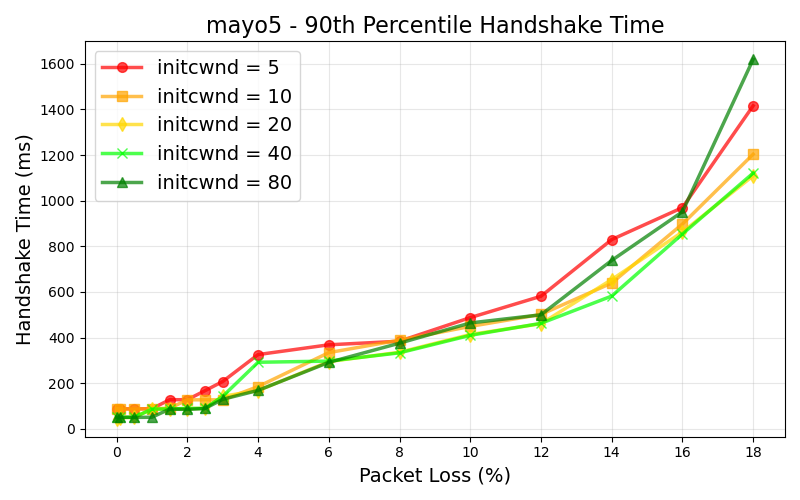 mayo5 - 90th Percentile Handshake Time
initcwnd = 5
initcwnd = 10
initcwnd = 20
initcwnd = 40
initcwnd = 80
Handshake Time (ms)
1600
1400
1200
1000
800
600
400
200
0
0 2 4 6 8 10 12 14 16 18
Packet Loss (%)